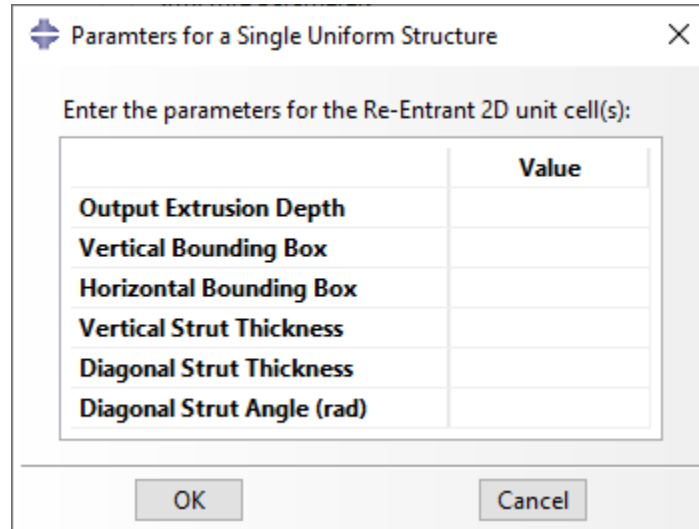 Paramters for a Single Uniform Structure
Enter the parameters for the Re-Entrant 2D unit cell(s):
Value
Output Extrusion Depth
Vertical Bounding Box
Horizontal Bounding Box
Vertical Strut Thickness
Diagonal Strut Thickness
Diagonal Strut Angle (rad)
OK Cancel